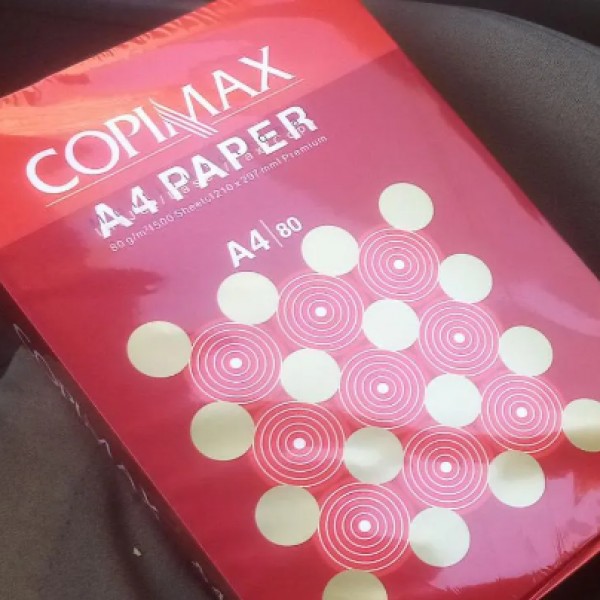 COPIMAX
A4 PAPER
80 g/m²|500 Sheets|210 x 297 mm| Premium
A4|80